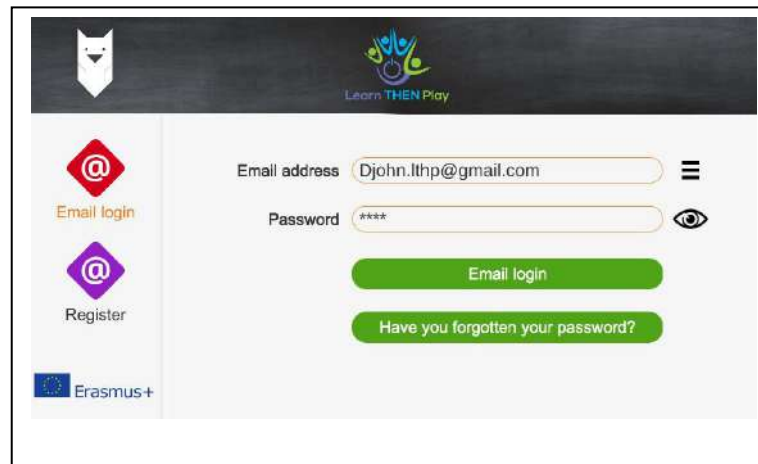 Learn THEN Play
@
Email login
@
Register
Erasmus+
Email address
Djohn.lthp@gmail.com
Password
****
Email login
Have you forgotten your password?